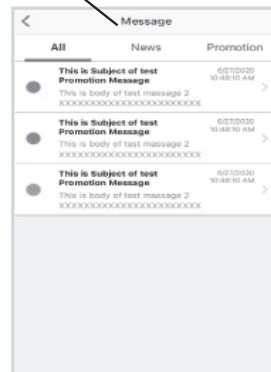 Message
All News Promotion
This is Subject of test
Promotion Message
6/27/2020
10:48:10 AM
This is body of test massage 2
XXXXXXXXXXXXXXXXXXXXXXXX
This is Subject of test
Promotion Message
6/27/2020
10:48:10 AM
This is body of test massage 2
XXXXXXXXXXXXXXXXXXXXXXXX
This is Subject of test
Promotion Message
6/27/2020
10:48:10 AM
This is body of test massage 2
XXXXXXXXXXXXXXXXXXXXXXXX